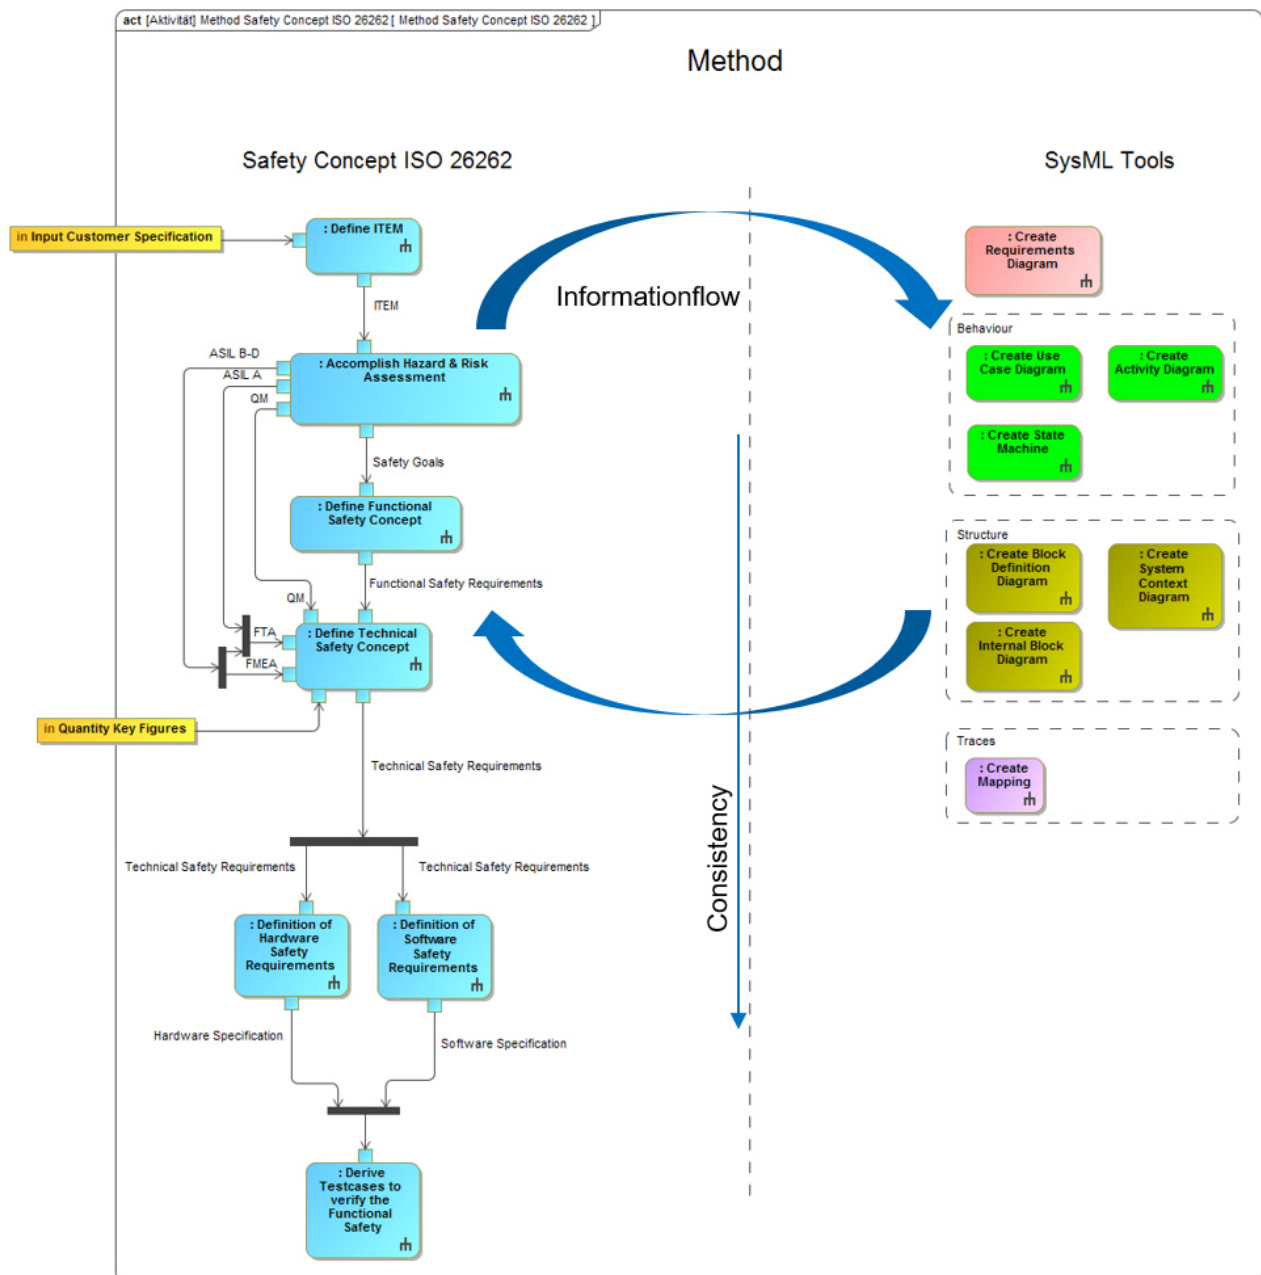 act [Aktivität] Method Safety Concept ISO 26262 [ Method Safety Concept ISO 26262 ]
Method
Safety Concept ISO 26262
SysML Tools
in Input Customer Specification
: Define ITEM
ITEM
Informationflow
: Create
Requirements
Diagram
Behaviour
: Create Use
Case Diagram
: Create
Activity Diagram
: Create State
Machine
ASIL B-D
ASIL A
QM
: Accomplish Hazard & Risk
Assessment
Safety Goals
: Define Functional
Safety Concept
Functional Safety Requirements
QM
FTA
FMEA
: Define Technical
Safety Concept
Structure
: Create Block
Definition
Diagram
: Create
System
Context
Diagram
: Create
Internal Block
Diagram
in Quantity Key Figures
Technical Safety Requirements
Traces
: Create
Mapping
Consistency
Technical Safety Requirements
Technical Safety Requirements
: Definition of
Hardware
Safety
Requirements
: Definition of
Software
Safety
Requirements
Hardware Specification
Software Specification
: Derive
Testcases to
verify the
Functional
Safety